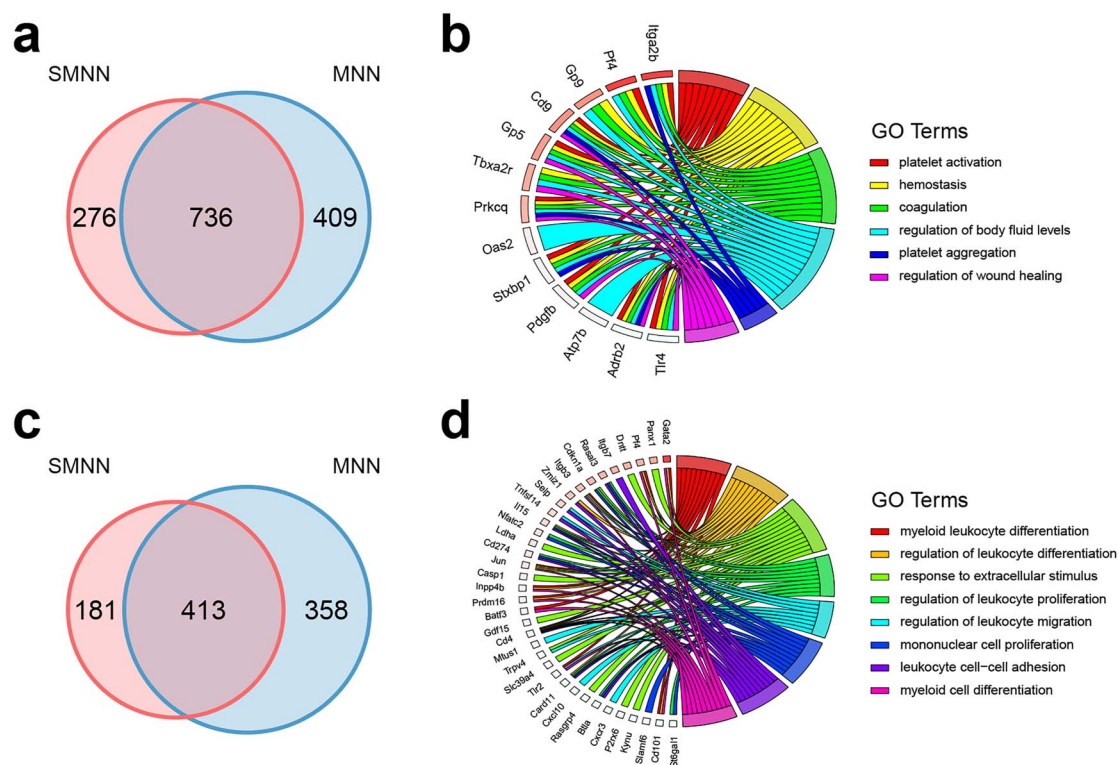 a
SMNN
MNN
276
736
409
b
Itga2b
Pf4
Gp9
Cd9
Gp5
Tbxa2r
Prkcq
Oas2
Stxbp1
Pdgfb
Atp7b
Adrb2
Tlr4
GO Terms
platelet activation
hemostasis
coagulation
regulation of body fluid levels
platelet aggregation
regulation of wound healing
c
SMNN
MNN
181
413
358
d
Gata2
Panx1
Pf4
Dntt
Itgb7
Rasal3
Cdkn1a
Itgb3
Zmiz1
Selp
Tnfsf14
Il15
Nfatc2
Ldha
Cd274
Jun
Casp1
Inpp4b
Prdm16
Batf3
Gdf15
Cd4
Mtus1
Trpv4
Slc39a4
Tlr2
Card11
Cxcl10
Rasgrp4
Btla
Cxcr3
P2rx6
Kynu
Slamf6
Cd101
St6gal1
GO Terms
myeloid leukocyte differentiation
regulation of leukocyte differentiation
response to extracellular stimulus
regulation of leukocyte proliferation
regulation of leukocyte migration
mononuclear cell proliferation
leukocyte cell−cell adhesion
myeloid cell differentiation